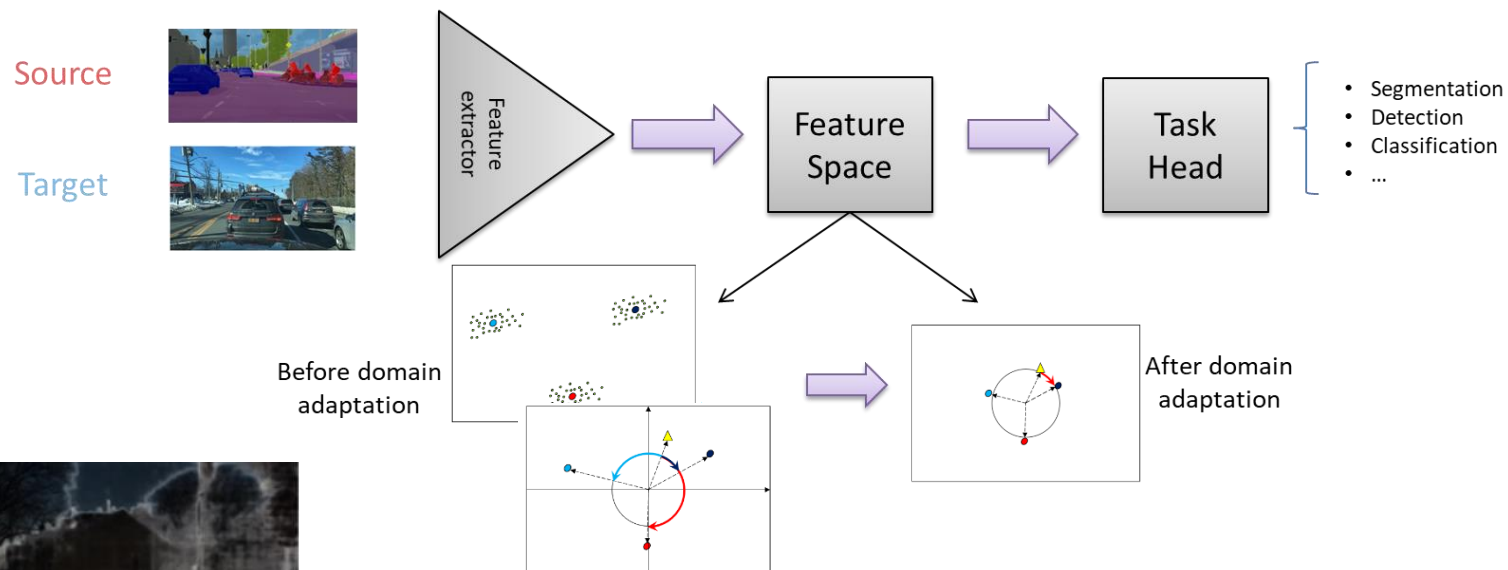 Source
Target
Feature
extractor
Feature
Space
Task
Head
• Segmentation
• Detection
• Classification
• ...
Before domain
adaptation
After domain
adaptation